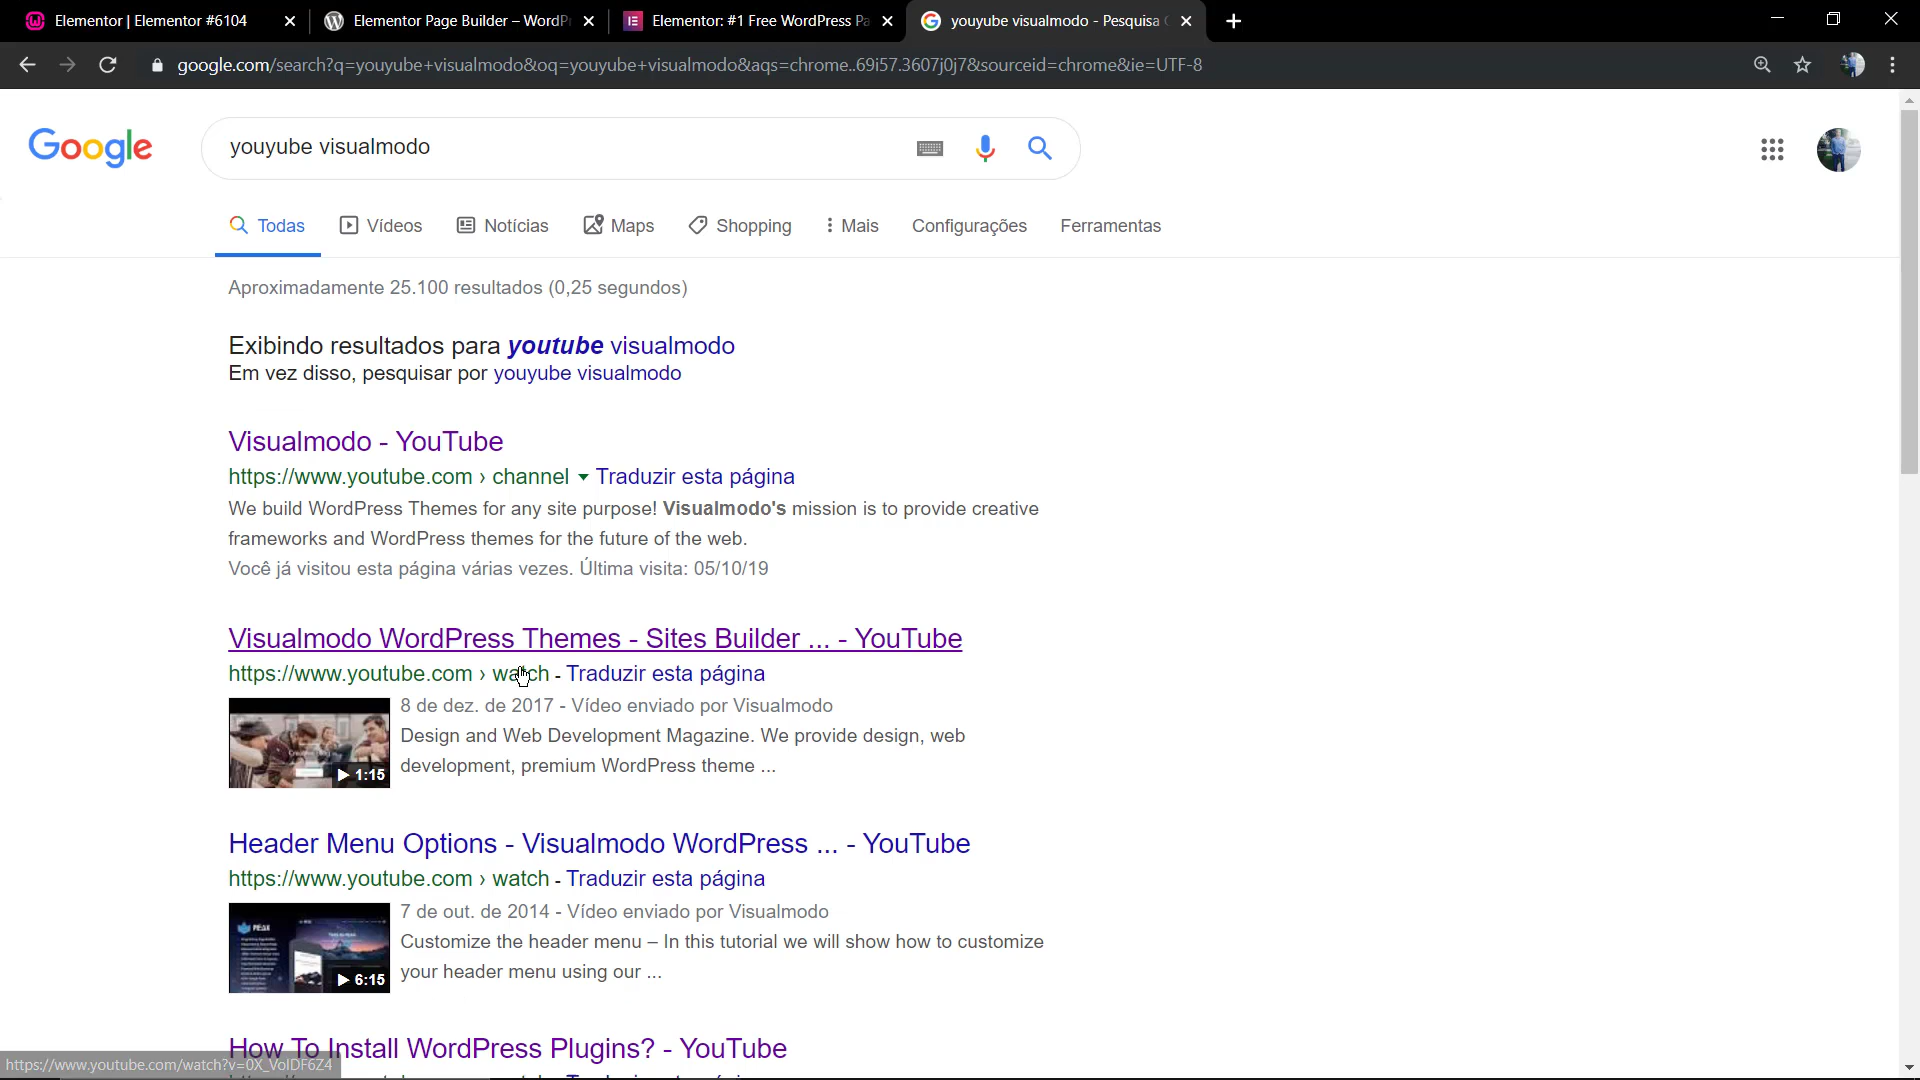 Elementor | Elementor #6104
Elementor Page Builder – WordP
Elementor: #1 Free WordPress Pa
youyube visualmodo - Pesquisa
google.com/search?q=youyube+visualmodo&oq=youyube+visualmodo&aqs=chrome..69i57.3607j0j7&sourceid=chrome&ie=UTF-8
Google
youyube visualmodo
Todas
Vídeos
Notícias
Maps
Shopping
Mais
Configurações
Ferramentas
Aproximadamente 25.100 resultados (0,25 segundos)
Exibindo resultados para youtube visualmodo
Em vez disso, pesquisar por youyube visualmodo
Visualmodo - YouTube
https://www.youtube.com › channel Traduzir esta página
We build WordPress Themes for any site purpose! Visualmodo's mission is to provide creative
frameworks and WordPress themes for the future of the web.
Você já visitou esta página várias vezes. Última visita: 05/10/19
Visualmodo WordPress Themes - Sites Builder ... - YouTube
https://www.youtube.com › watch - Traduzir esta página
8 de dez. de 2017 - Vídeo enviado por Visualmodo
Design and Web Development Magazine. We provide design, web
development, premium WordPress theme ...
1:15
Header Menu Options - Visualmodo WordPress ... - YouTube
https://www.youtube.com › watch - Traduzir esta página
7 de out. de 2014 - Vídeo enviado por Visualmodo
Customize the header menu – In this tutorial we will show how to customize
your header menu using our ...
PEAK
6:15
How To Install WordPress Plugins? - YouTube
https://www.youtube.com/watch?v=0X_VolDF6Z4